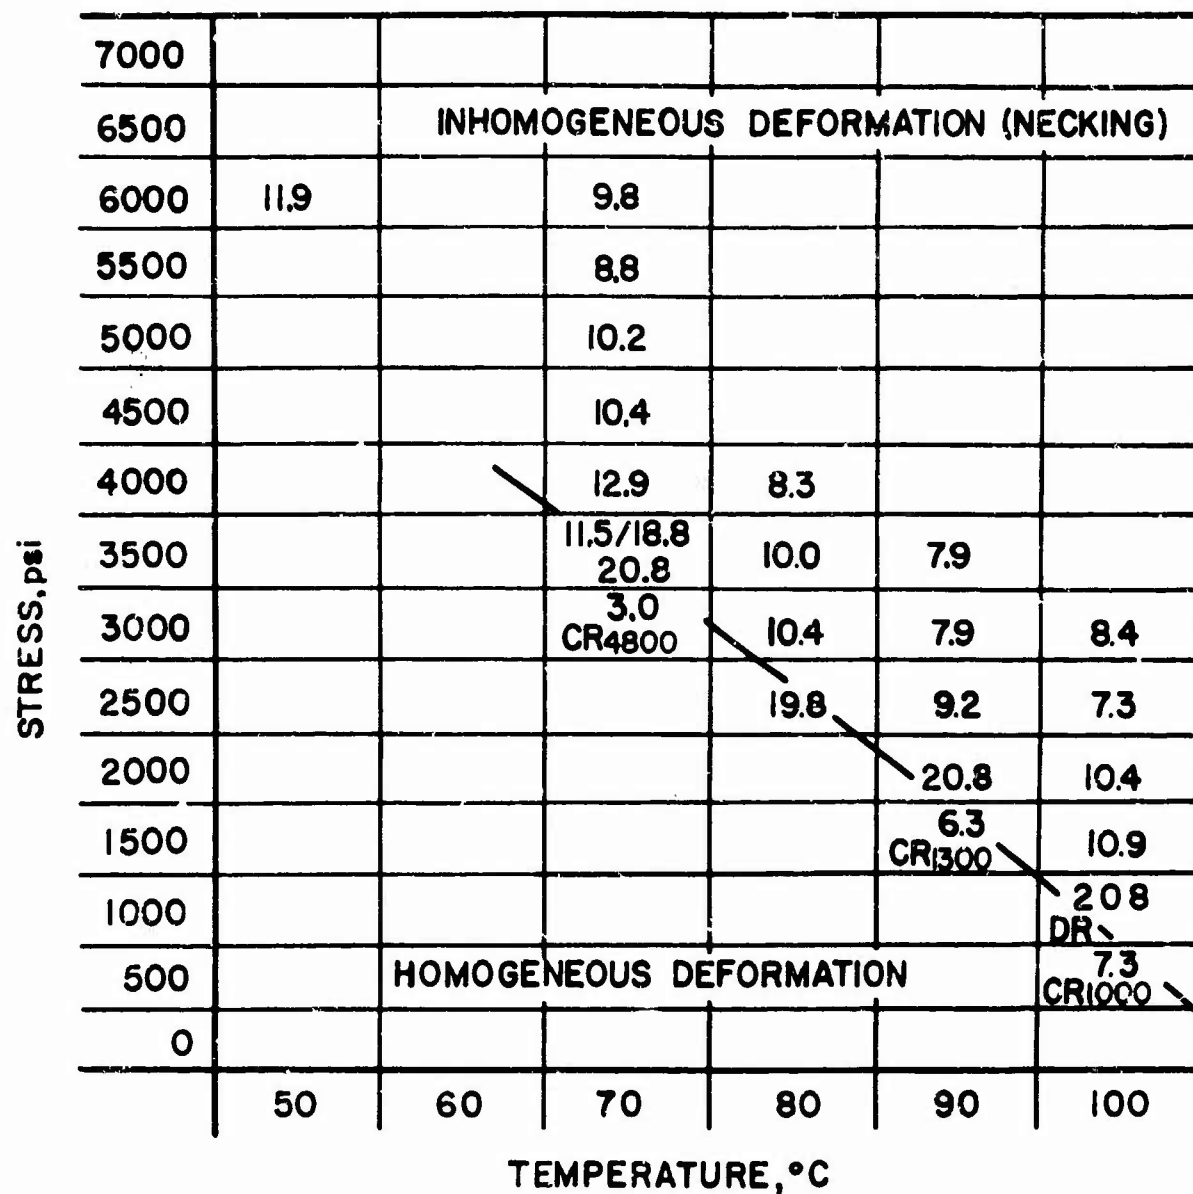 7000
INHOMOGENEOUS DEFORMATION (NECKING)
6500
6000 11.9 9.8
5500 8.8
5000 10.2
4500 10.4
4000 12.9 8.3
11.5/18.8
3500 10.0 7.9
20.8
3.0
3000 10.4 7.9 8.4
CR4800
2500 19.8 9.2 7.3
2000 20.8 10.4
6.3
1500 10.9
CR1300
20 8
1000
DR
HOMOGENEOUS DEFORMATION 7.3
500
CR1000
0
50 60 70 80 90 100
TEMPERATURE, °C
STRESS, psi